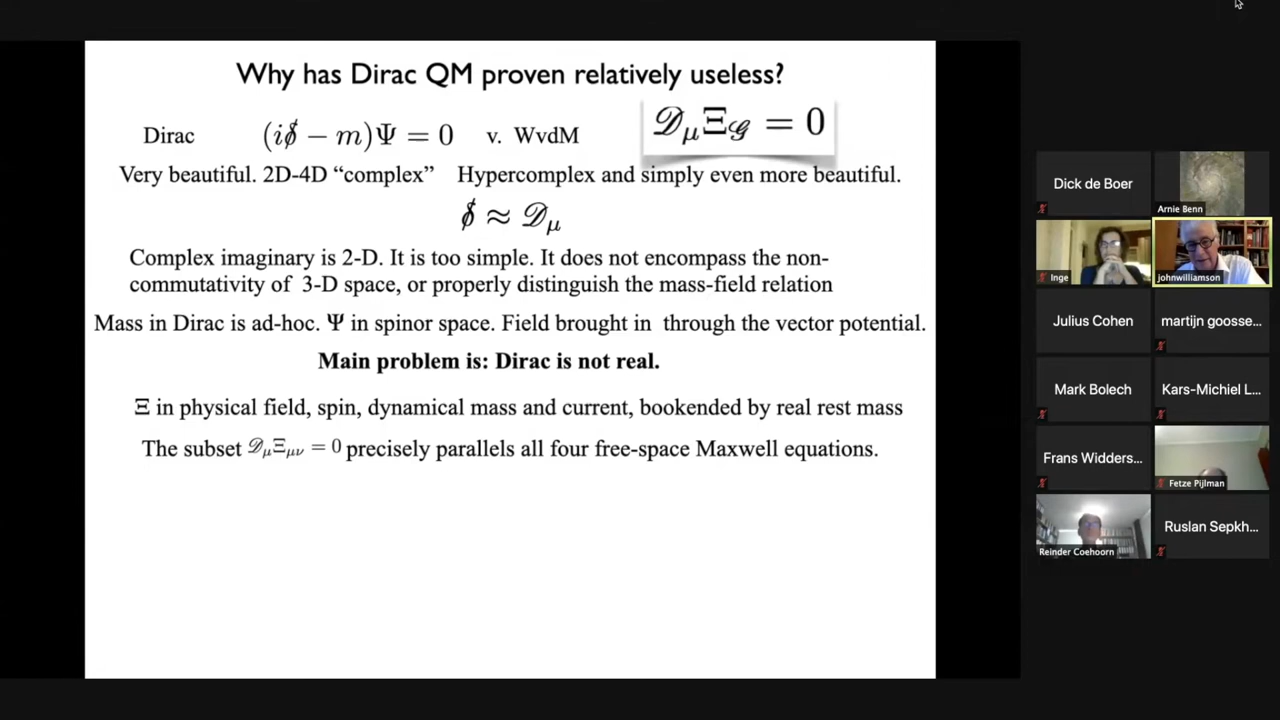 Why has Dirac QM proven relatively useless?
Dirac (i∂̸ − m)Ψ = 0 v. WvdM 𝒟μΞ𝒢 = 0
Very beautiful. 2D-4D “complex” Hypercomplex and simply even more beautiful.
∂̸ ≈ 𝒟μ
Complex imaginary is 2-D. It is too simple. It does not encompass the non-
commutativity of 3-D space, or properly distinguish the mass-field relation
Mass in Dirac is ad-hoc. Ψ in spinor space. Field brought in through the vector potential.
Main problem is: Dirac is not real.
Ξ in physical field, spin, dynamical mass and current, bookended by real rest mass
The subset 𝒟μΞμν = 0 precisely parallels all four free-space Maxwell equations.
Dick de Boer
Arnie Benn
Inge
johnwilliamson
Julius Cohen
martijn goosse...
Mark Bolech
Kars-Michiel L...
Frans Widders...
Fetze Pijlman
Reinder Coehoorn
Ruslan Sepkh...